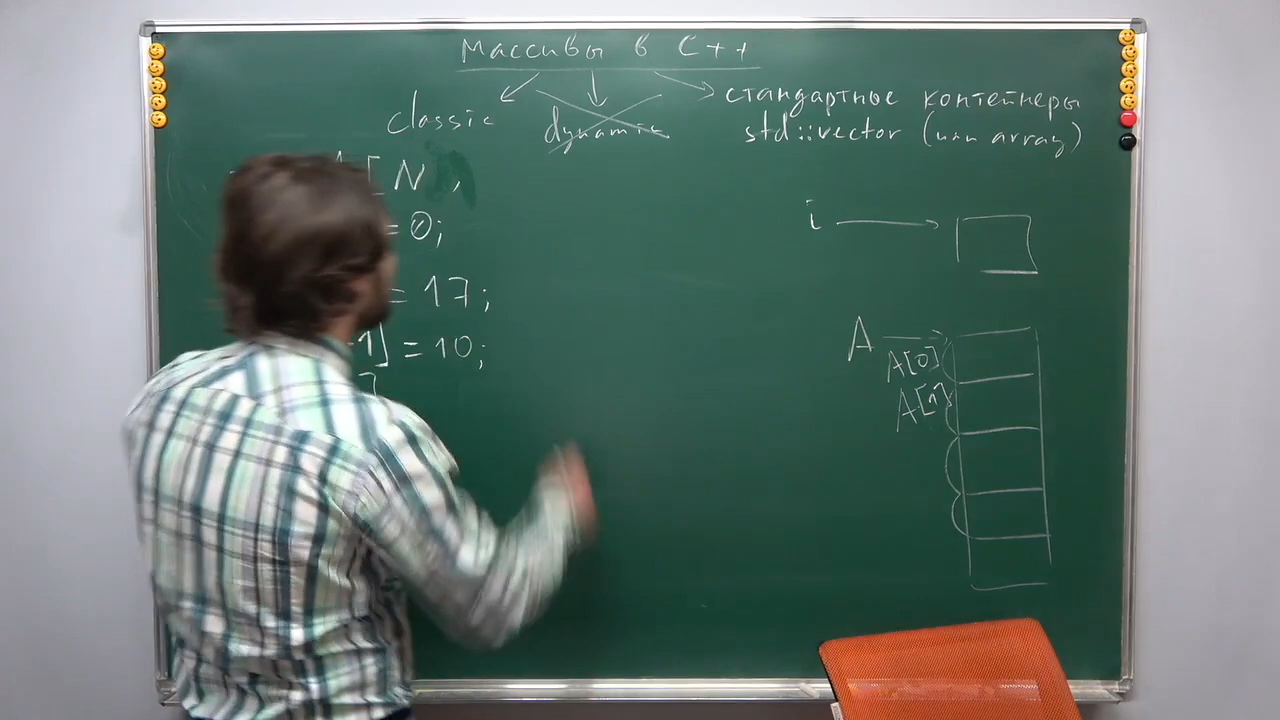 Массивы в C++
classic
dynamic
стандартные контейнеры
std::vector (или array)
A[N ,
= 0;
= 17;
-1] = 10;
i
A
A[0]
A[1]